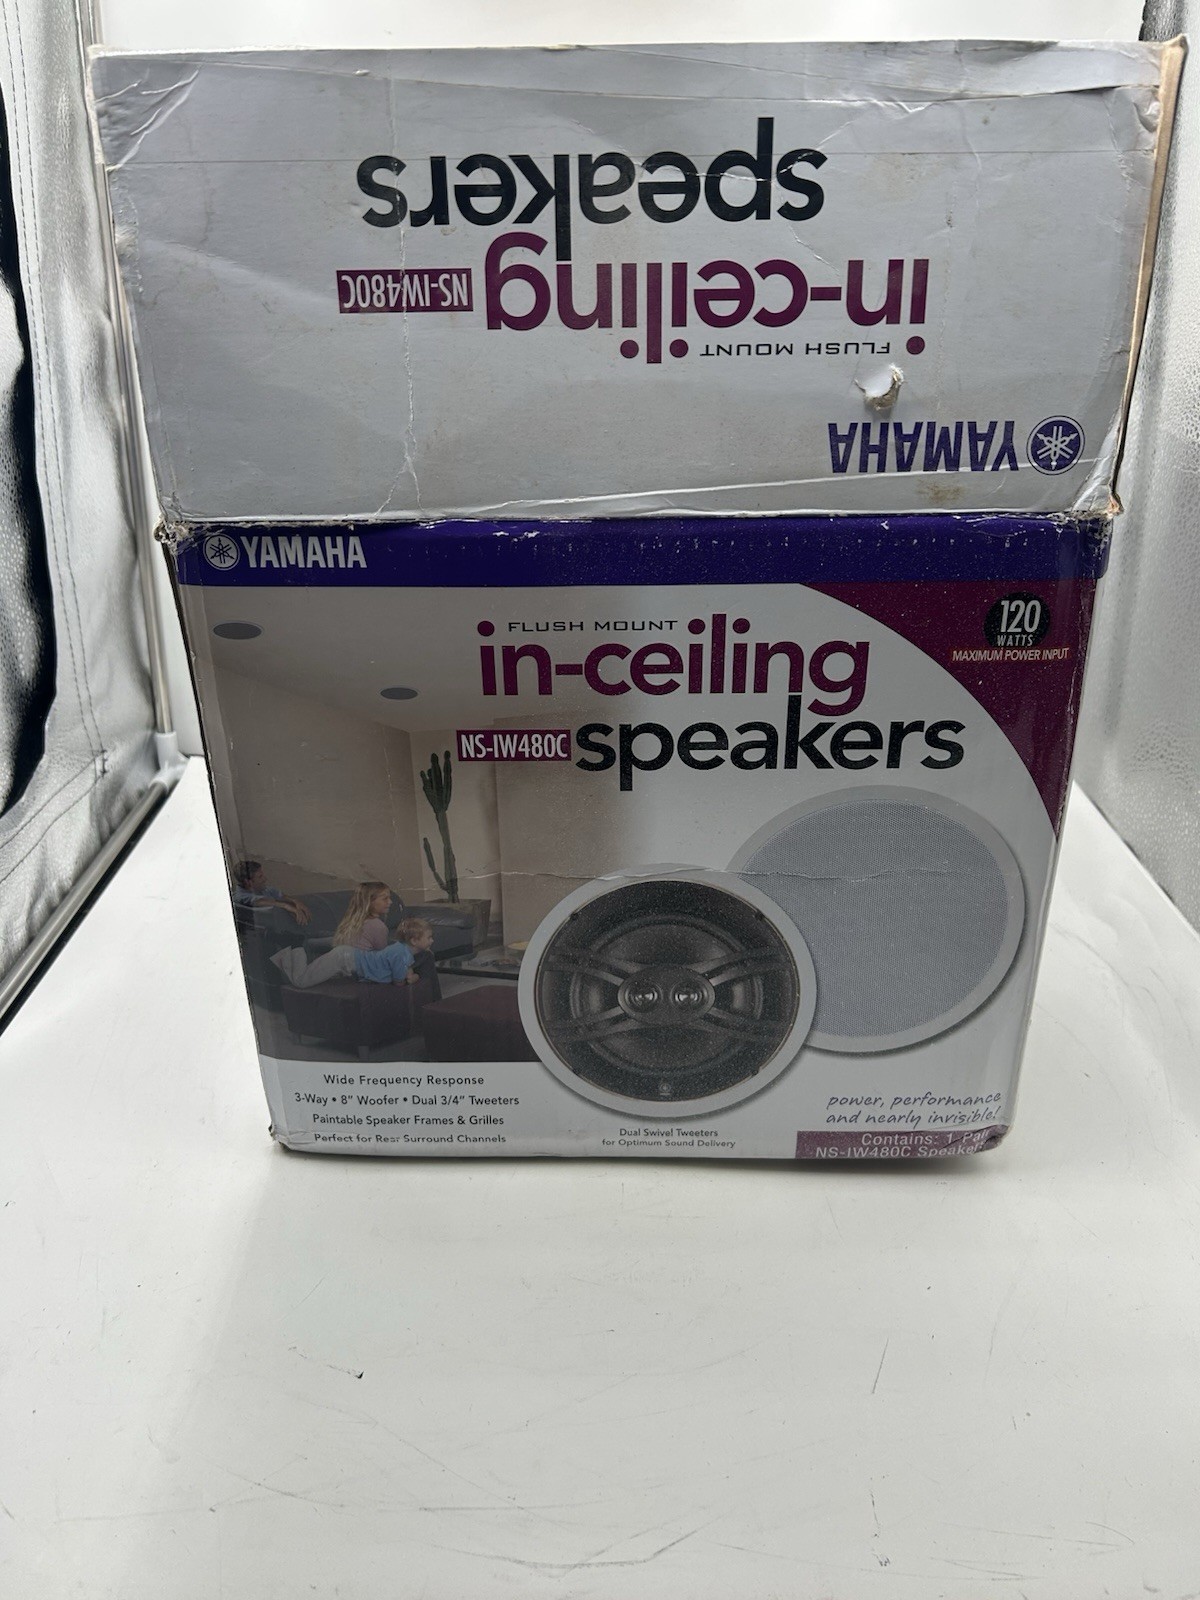 speakers
in-ceiling
NS-IW480C
FLUSH MOUNT
YAMAHA
YAMAHA
120
WATTS
MAXIMUM POWER INPUT
FLUSH MOUNT
in-ceiling
NS-IW480C speakers
Wide Frequency Response
3-Way • 8" Woofer • Dual 3/4" Tweeters
Paintable Speaker Frames & Grilles
Perfect for Rear Surround Channels
Dual Swivel Tweeters
for Optimum Sound Delivery
power, performance
and nearly invisible!
Contains: 1 Pair
NS-IW480C Speakers